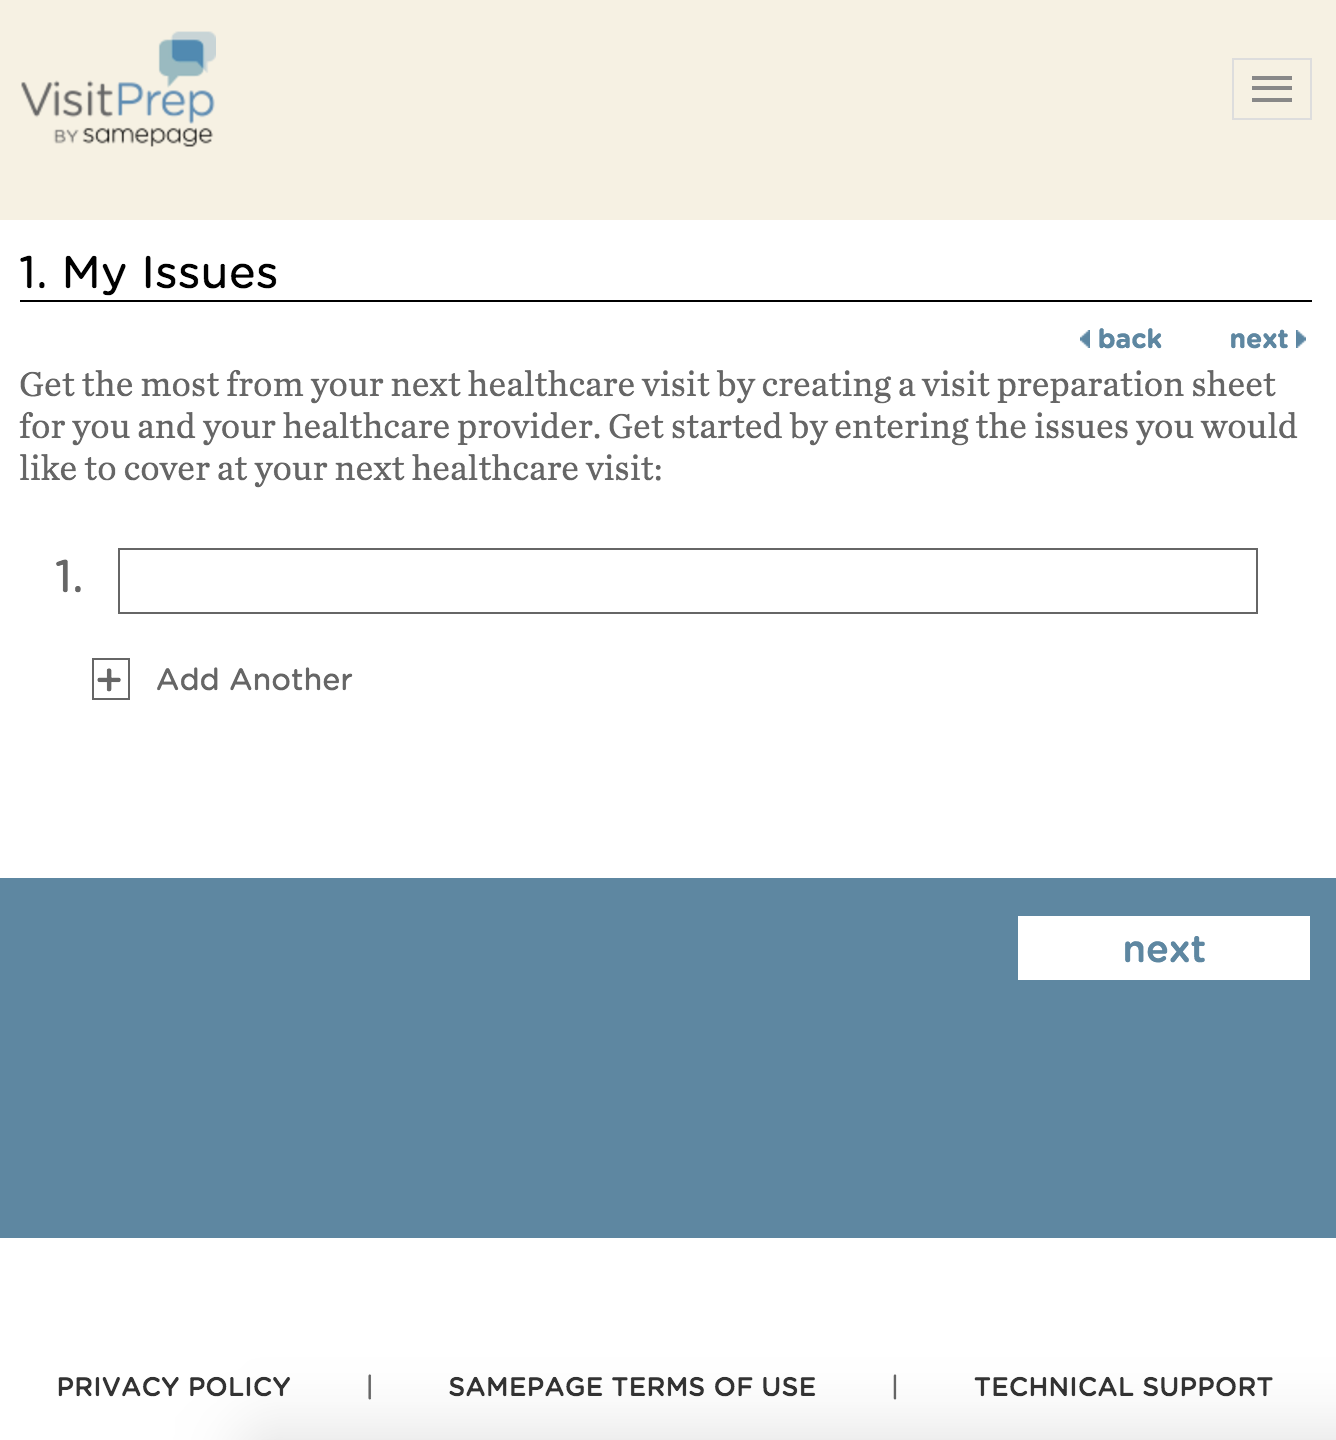 VisitPrep
BY samepage
1. My Issues
back next
Get the most from your next healthcare visit by creating a visit preparation sheet
for you and your healthcare provider. Get started by entering the issues you would
like to cover at your next healthcare visit:
1.
+ Add Another
next
PRIVACY POLICY | SAMEPAGE TERMS OF USE | TECHNICAL SUPPORT